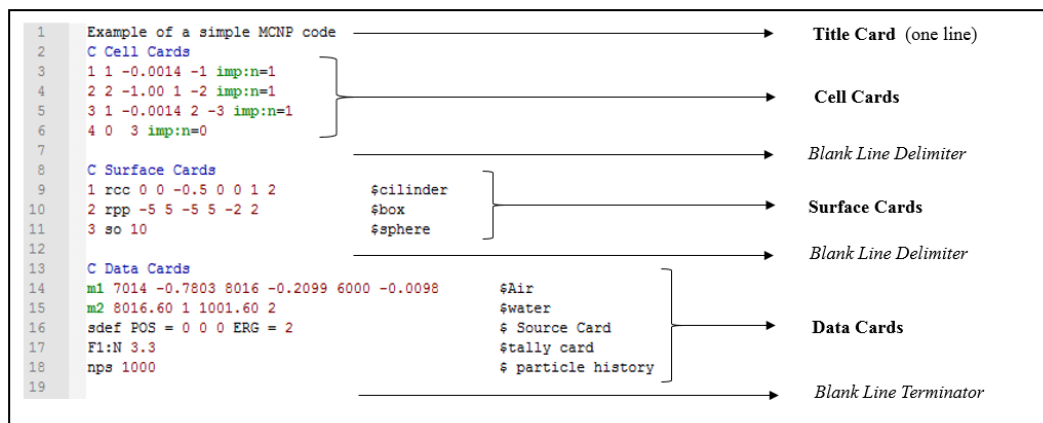 1 Example of a simple MCNP code Title Card (one line)
2 C Cell Cards
3 1 1 -0.0014 -1 imp:n=1
4 2 2 -1.00 1 -2 imp:n=1 Cell Cards
5 3 1 -0.0014 2 -3 imp:n=1
6 4 0 3 imp:n=0
7 Blank Line Delimiter
8 C Surface Cards
9 1 rcc 0 0 -0.5 0 0 1 2 $cilinder
10 2 rpp -5 5 -5 5 -2 2 $box Surface Cards
11 3 so 10 $sphere
12 Blank Line Delimiter
13 C Data Cards
14 m1 7014 -0.7803 8016 -0.2099 6000 -0.0098 $Air
15 m2 8016.60 1 1001.60 2 $water
16 sdef POS = 0 0 0 ERG = 2 $ Source Card Data Cards
17 F1:N 3.3 $tally card
18 nps 1000 $ particle history
19 Blank Line Terminator